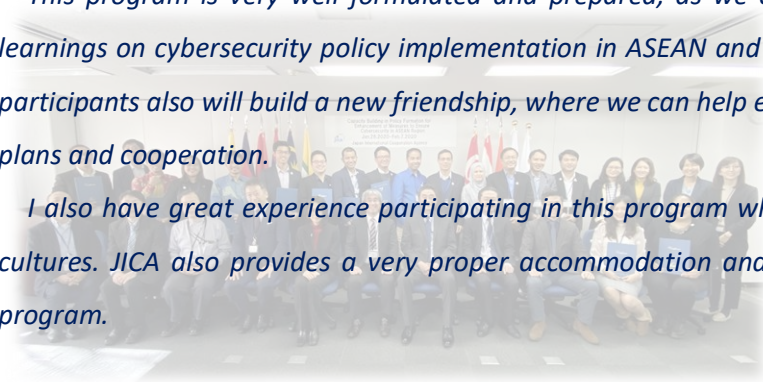 This program is very well formulated and prepared, as we
learnings on cybersecurity policy implementation in ASEAN and
participants also will build a new friendship, where we can help
plans and cooperation.
I also have great experience participating in this program
cultures. JICA also provides a very proper accommodation and
program.